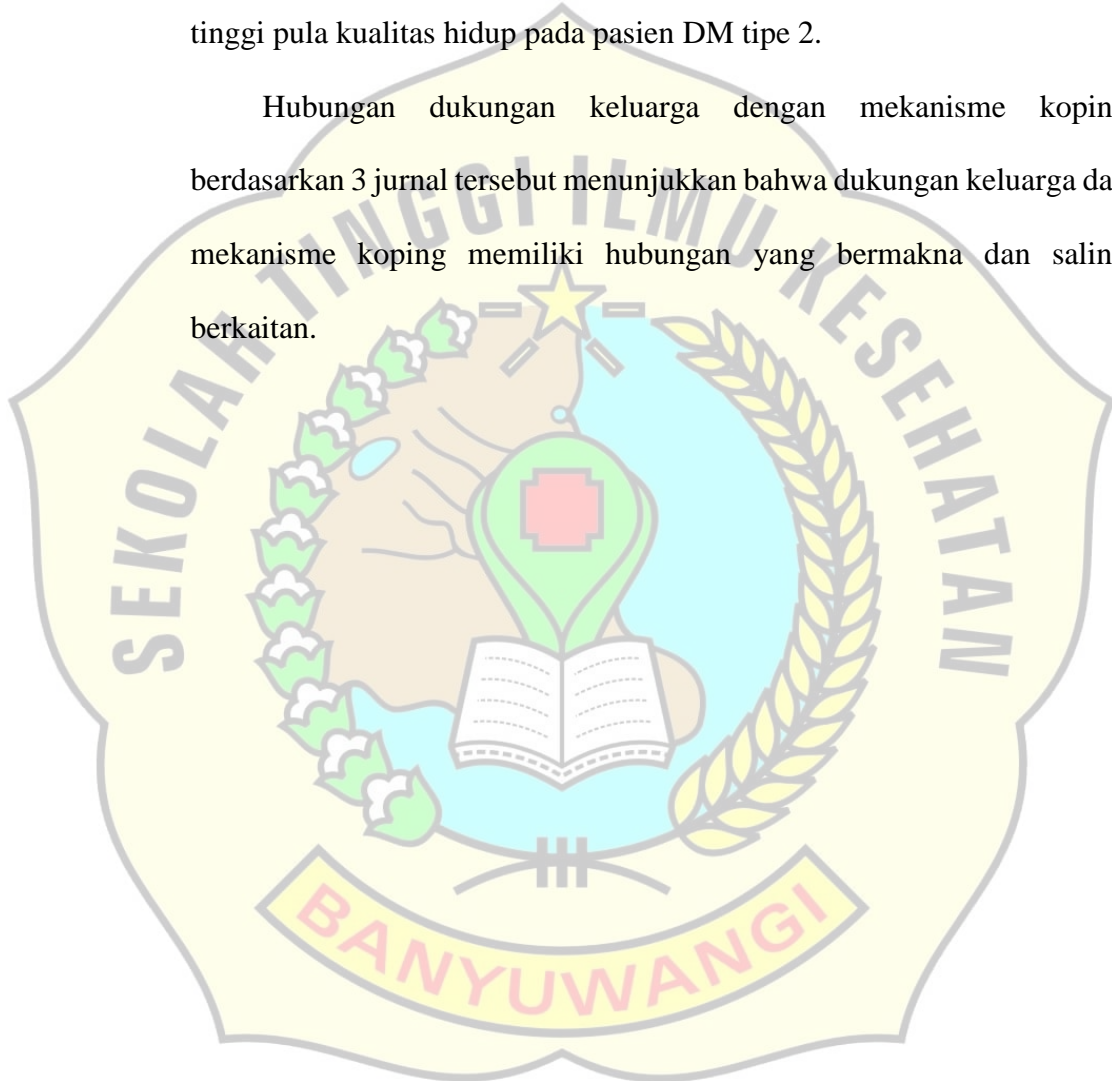 tinggi pula kualitas hidup pada pasien DM tipe 2.
Hubungan dukungan keluarga dengan mekanisme kopin
berdasarkan 3 jurnal tersebut menunjukkan bahwa dukungan keluarga da
mekanisme koping memiliki hubungan yang bermakna dan salin
berkaitan.
SEKOLAH TINGGI ILMU KESEHATAN
BANYUWANGI